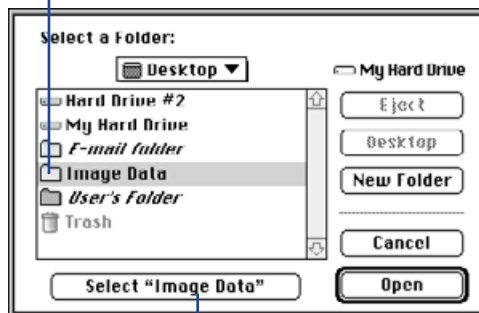 Select a Folder:
Desktop
My Hard Drive
Hard Drive #2
My Hard Drive
E-mail folder
Image Data
User's Folder
Trash
Eject
Desktop
New Folder
Cancel
Select "Image Data"
Open